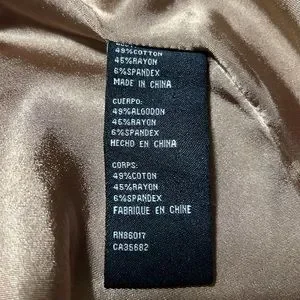 49%COTTON
45%RAYON
6%SPANDEX
MADE IN CHINA
CUERPO:
49%ALGODON
45%RAYON
6%SPANDEX
HECHO EN CHINA
CORPS:
49%COTON
45%RAYON
6%SPANDEX
FABRIQUE EN CHINE
RN86017
CA35682